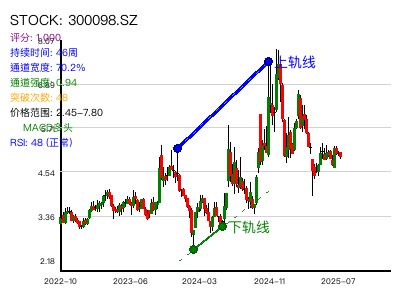 STOCK: 300098.SZ
评分: 1.090
8.07
持续时间: 46周
通道宽度: 70.2%
上轨线
通道强度: 0.94
突破次数: 48
价格范围: 2.45~7.80
MACD多头
RSI: 48 (正常)
4.54
3.36
下轨线
2.18
2022-10
2023-06
2024-03
2024-11
2025-07